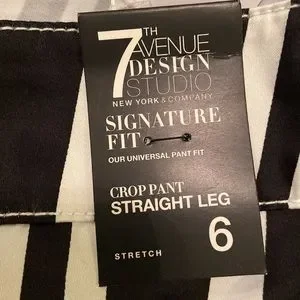 7TH
AVENUE
DESIGN
STUDIO
NEW YORK & COMPANY
SIGNATURE
FIT
OUR UNIVERSAL PANT FIT
CROP PANT
STRAIGHT LEG
6
STRETCH